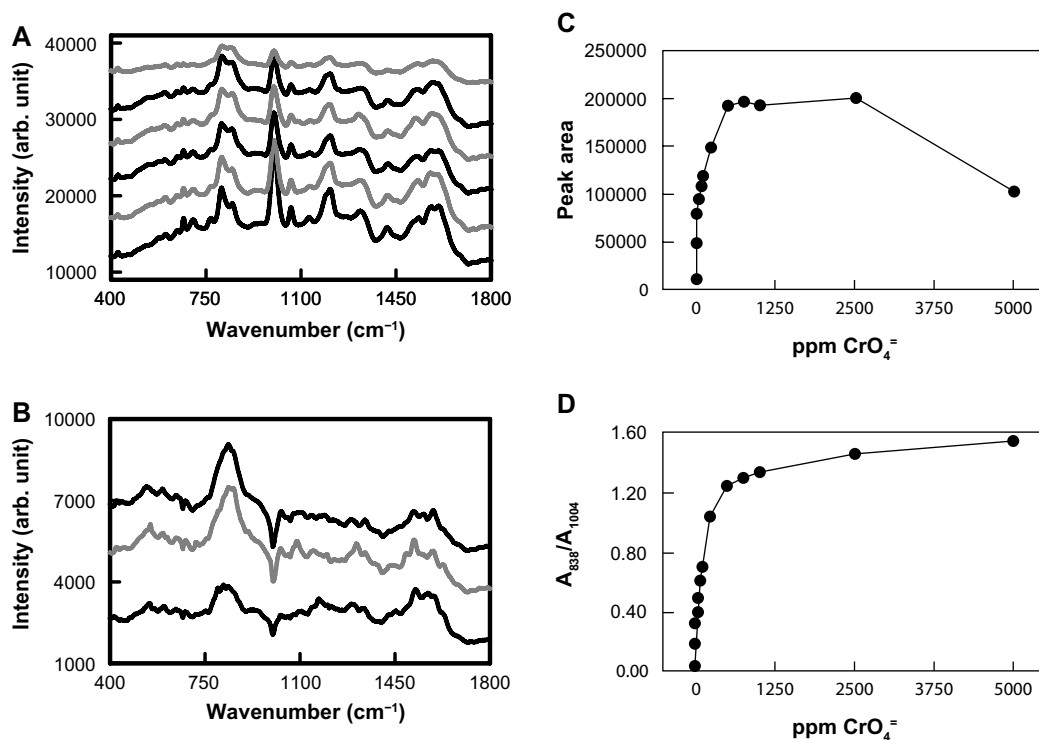 A
Intensity (arb. unit)
40000
30000
20000
10000
400 750 1100 1450 1800
Wavenumber (cm⁻¹)
B
Intensity (arb. unit)
10000
7000
4000
1000
400 750 1100 1450 1800
Wavenumber (cm⁻¹)
C
Peak area
250000
200000
150000
100000
50000
0
0 1250 2500 3750 5000
ppm CrO₄⁼
D
A₈₃₈/A₁₀₀₄
1.60
1.20
0.80
0.40
0.00
0 1250 2500 3750 5000
ppm CrO₄⁼